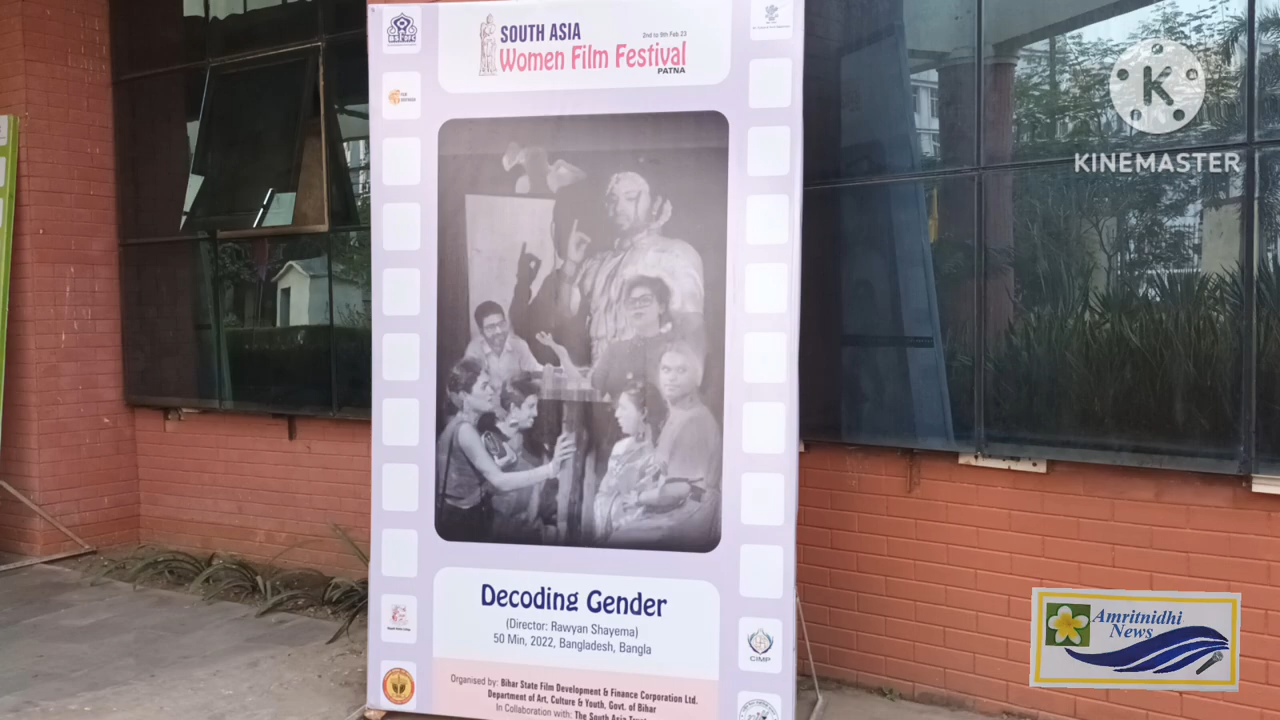 SOUTH ASIA
2nd to 9th Feb 23
Women Film Festival
PATNA
KINEMASTER
Decoding Gender
(Director: Rawyan Shayema)
50 Min, 2022, Bangladesh, Bangla
CIMP
Organised by: Bihar State Film Development & Finance Corporation Ltd.
Department of Art, Culture & Youth, Govt. of Bihar
In Collaboration with: The South Asia
Amritnidhi
News